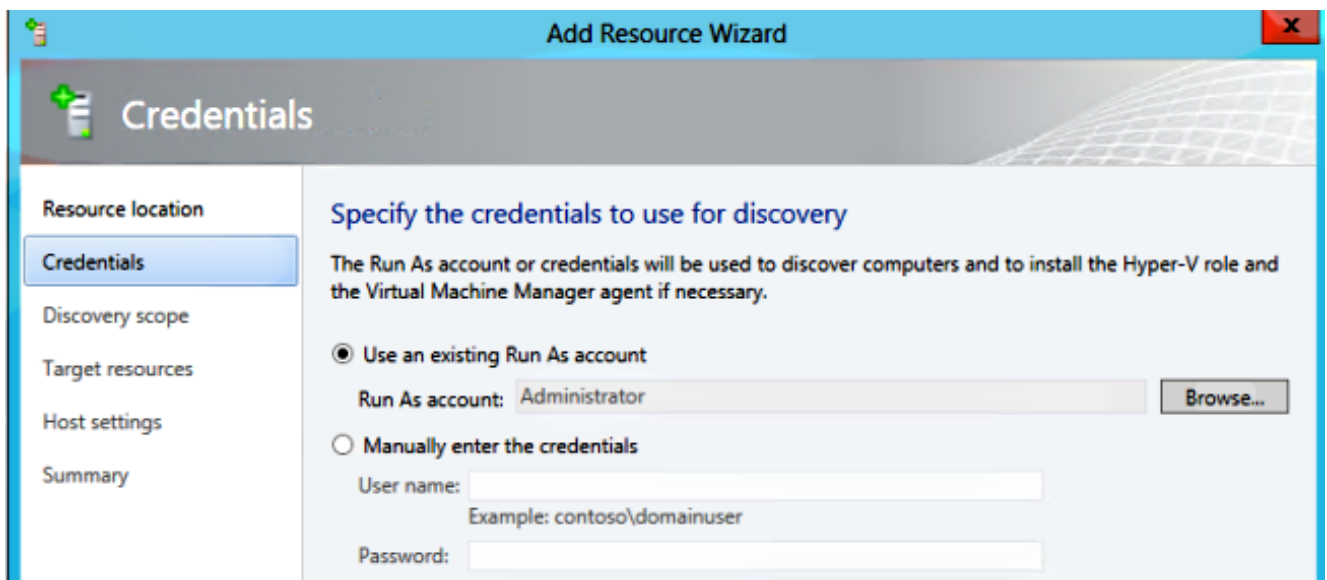 Add Resource Wizard
x
Credentials
Resource location
Credentials
Discovery scope
Target resources
Host settings
Summary
Specify the credentials to use for discovery
The Run As account or credentials will be used to discover computers and to install the Hyper-V role and
the Virtual Machine Manager agent if necessary.
Use an existing Run As account
Run As account: Administrator Browse...
Manually enter the credentials
User name:
Example: contoso\domainuser
Password: